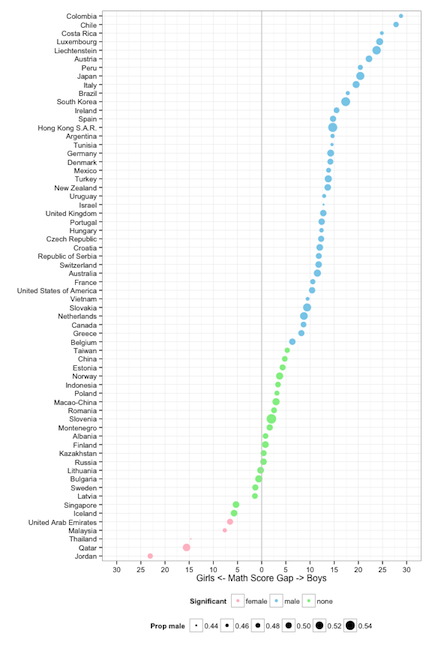 Colombia
Chile
Costa Rica
Luxembourg
Liechtenstein
Austria
Peru
Japan
Italy
Brazil
South Korea
Ireland
Spain
Hong Kong S.A.R.
Argentina
Tunisia
Germany
Denmark
Mexico
Turkey
New Zealand
Uruguay
Israel
United Kingdom
Portugal
Hungary
Czech Republic
Croatia
Republic of Serbia
Switzerland
Australia
France
United States of America
Vietnam
Slovakia
Netherlands
Canada
Greece
Belgium
Taiwan
China
Estonia
Norway
Indonesia
Poland
Macao-China
Romania
Slovenia
Montenegro
Albania
Finland
Kazakhstan
Russia
Lithuania
Bulgaria
Sweden
Latvia
Singapore
Iceland
United Arab Emirates
Malaysia
Thailand
Qatar
Jordan
30 25 20 15 10 5 0 5 10 15 20 25 30
Girls <- Math Score Gap -> Boys
Significant female male none
Prop male 0.44 0.46 0.48 0.50 0.52 0.54